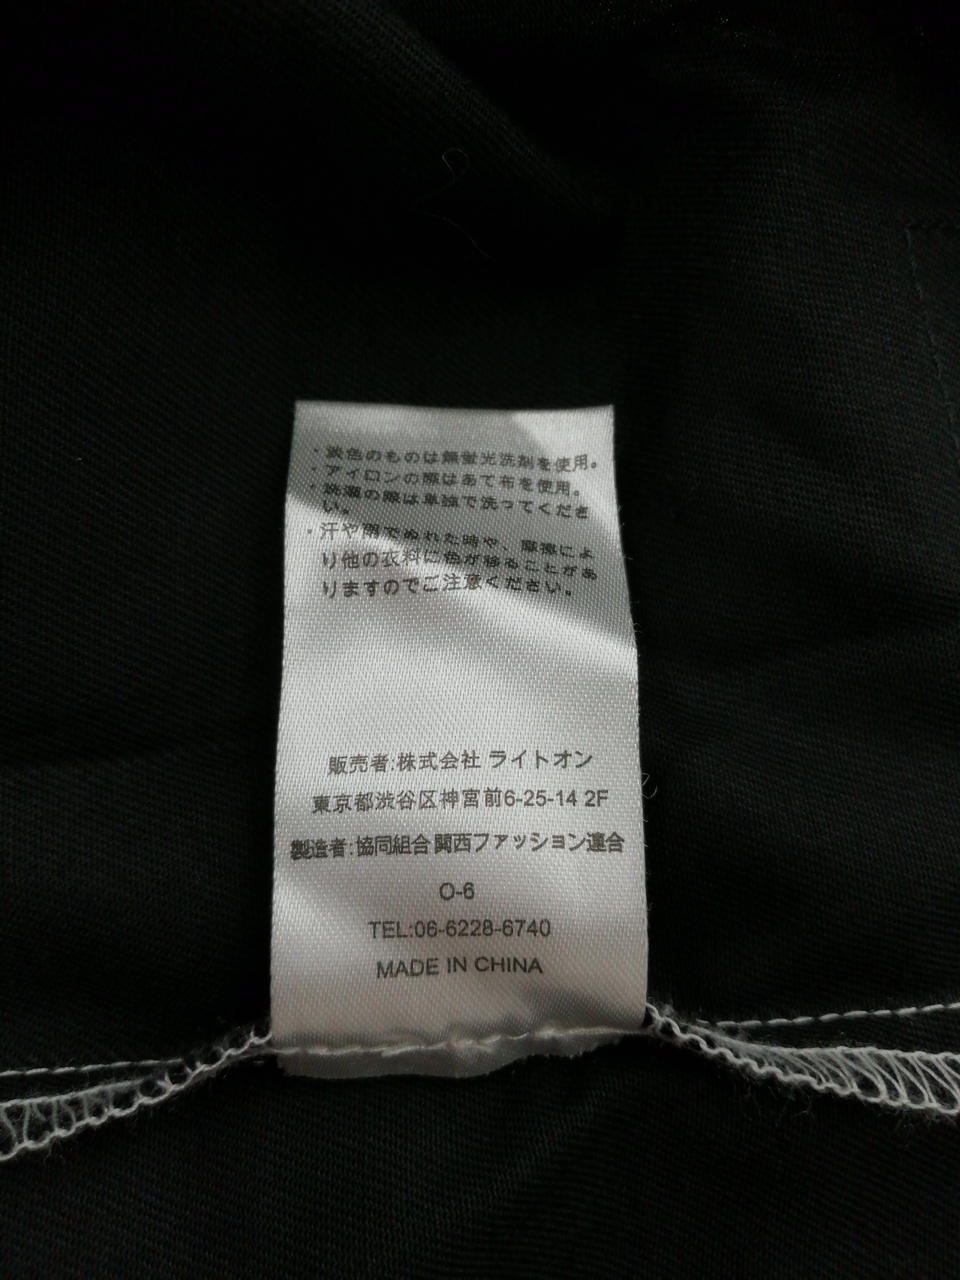 ・淡色のものは無蛍光洗剤を使用。
・アイロンの際はあて布を使用。
・洗濯の際は単独で洗ってくださ
い。
・汗や雨でぬれた時や、摩擦によ
り他の衣料に色が移ることがあ
りますのでご注意ください。
販売者:株式会社 ライトオン
東京都渋谷区神宮前6-25-14 2F
製造者:協同組合 関西ファッション連合
O-6
TEL:06-6228-6740
MADE IN CHINA